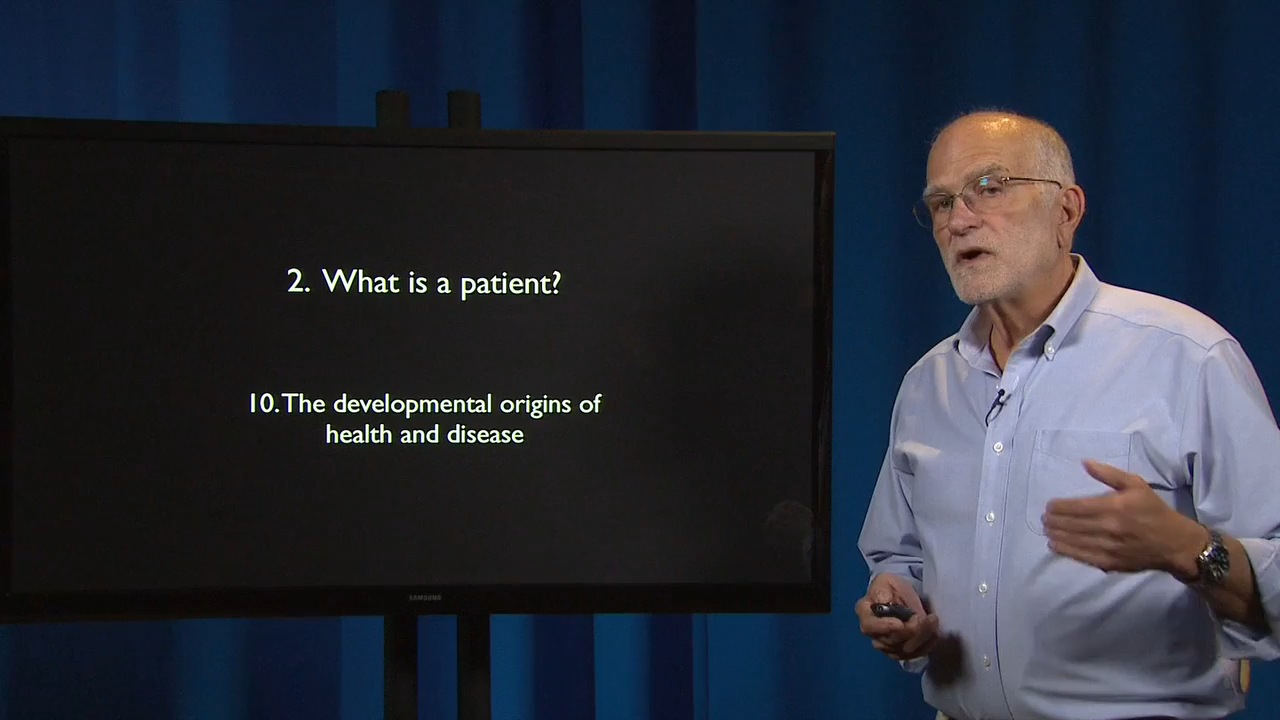 2. What is a patient?
10. The developmental origins of
health and disease
SAMSUNG